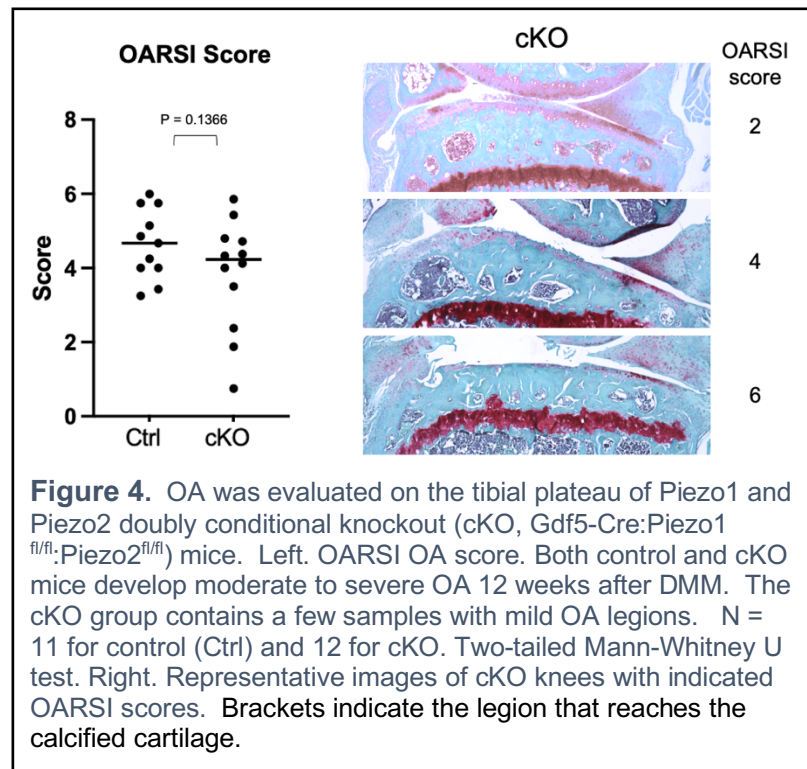 OARSI Score
P = 0.1366
8
6
4
2
0
Score
Ctrl
cKO
cKO
OARSI
score
2
4
6
Figure 4. OA was evaluated on the tibial plateau of Piezo1 and
Piezo2 doubly conditional knockout (cKO, Gdf5-Cre:Piezo1
fl/fl:Piezo2fl/fl) mice. Left. OARSI OA score. Both control and cKO
mice develop moderate to severe OA 12 weeks after DMM. The
cKO group contains a few samples with mild OA legions. N =
11 for control (Ctrl) and 12 for cKO. Two-tailed Mann-Whitney U
test. Right. Representative images of cKO knees with indicated
OARSI scores. Brackets indicate the legion that reaches the
calcified cartilage.